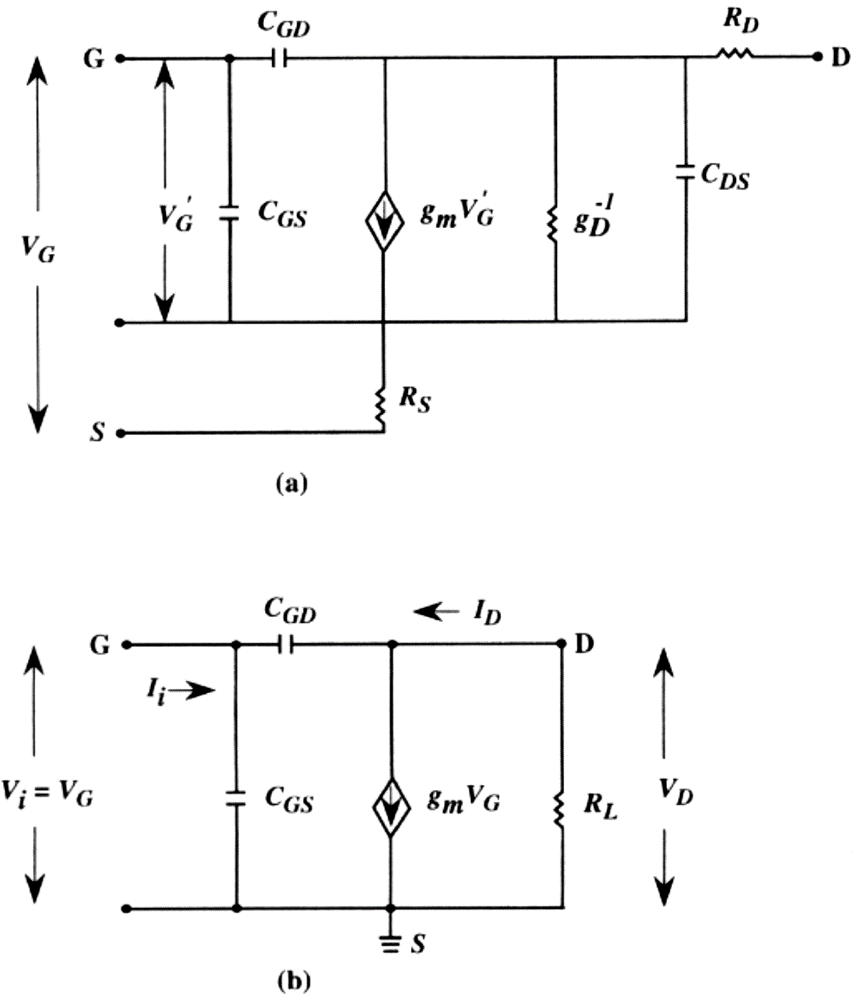 C_GD
R_D
G
D
V_G
V_G'
C_GS
g_m V_G'
g_D^-1
C_DS
R_S
S
(a)
C_GD
I_D
G
D
I_i
V_i = V_G
C_GS
g_m V_G
R_L
V_D
S
(b)